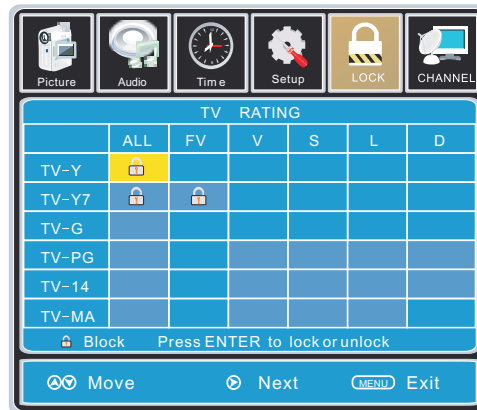 Picture Audio Time Setup LOCK CHANNEL
TV RATING
ALL FV V S L D
TV-Y
TV-Y7
TV-G
TV-PG
TV-14
TV-MA
Block Press ENTER to lock or unlock
Move Next MENU Exit